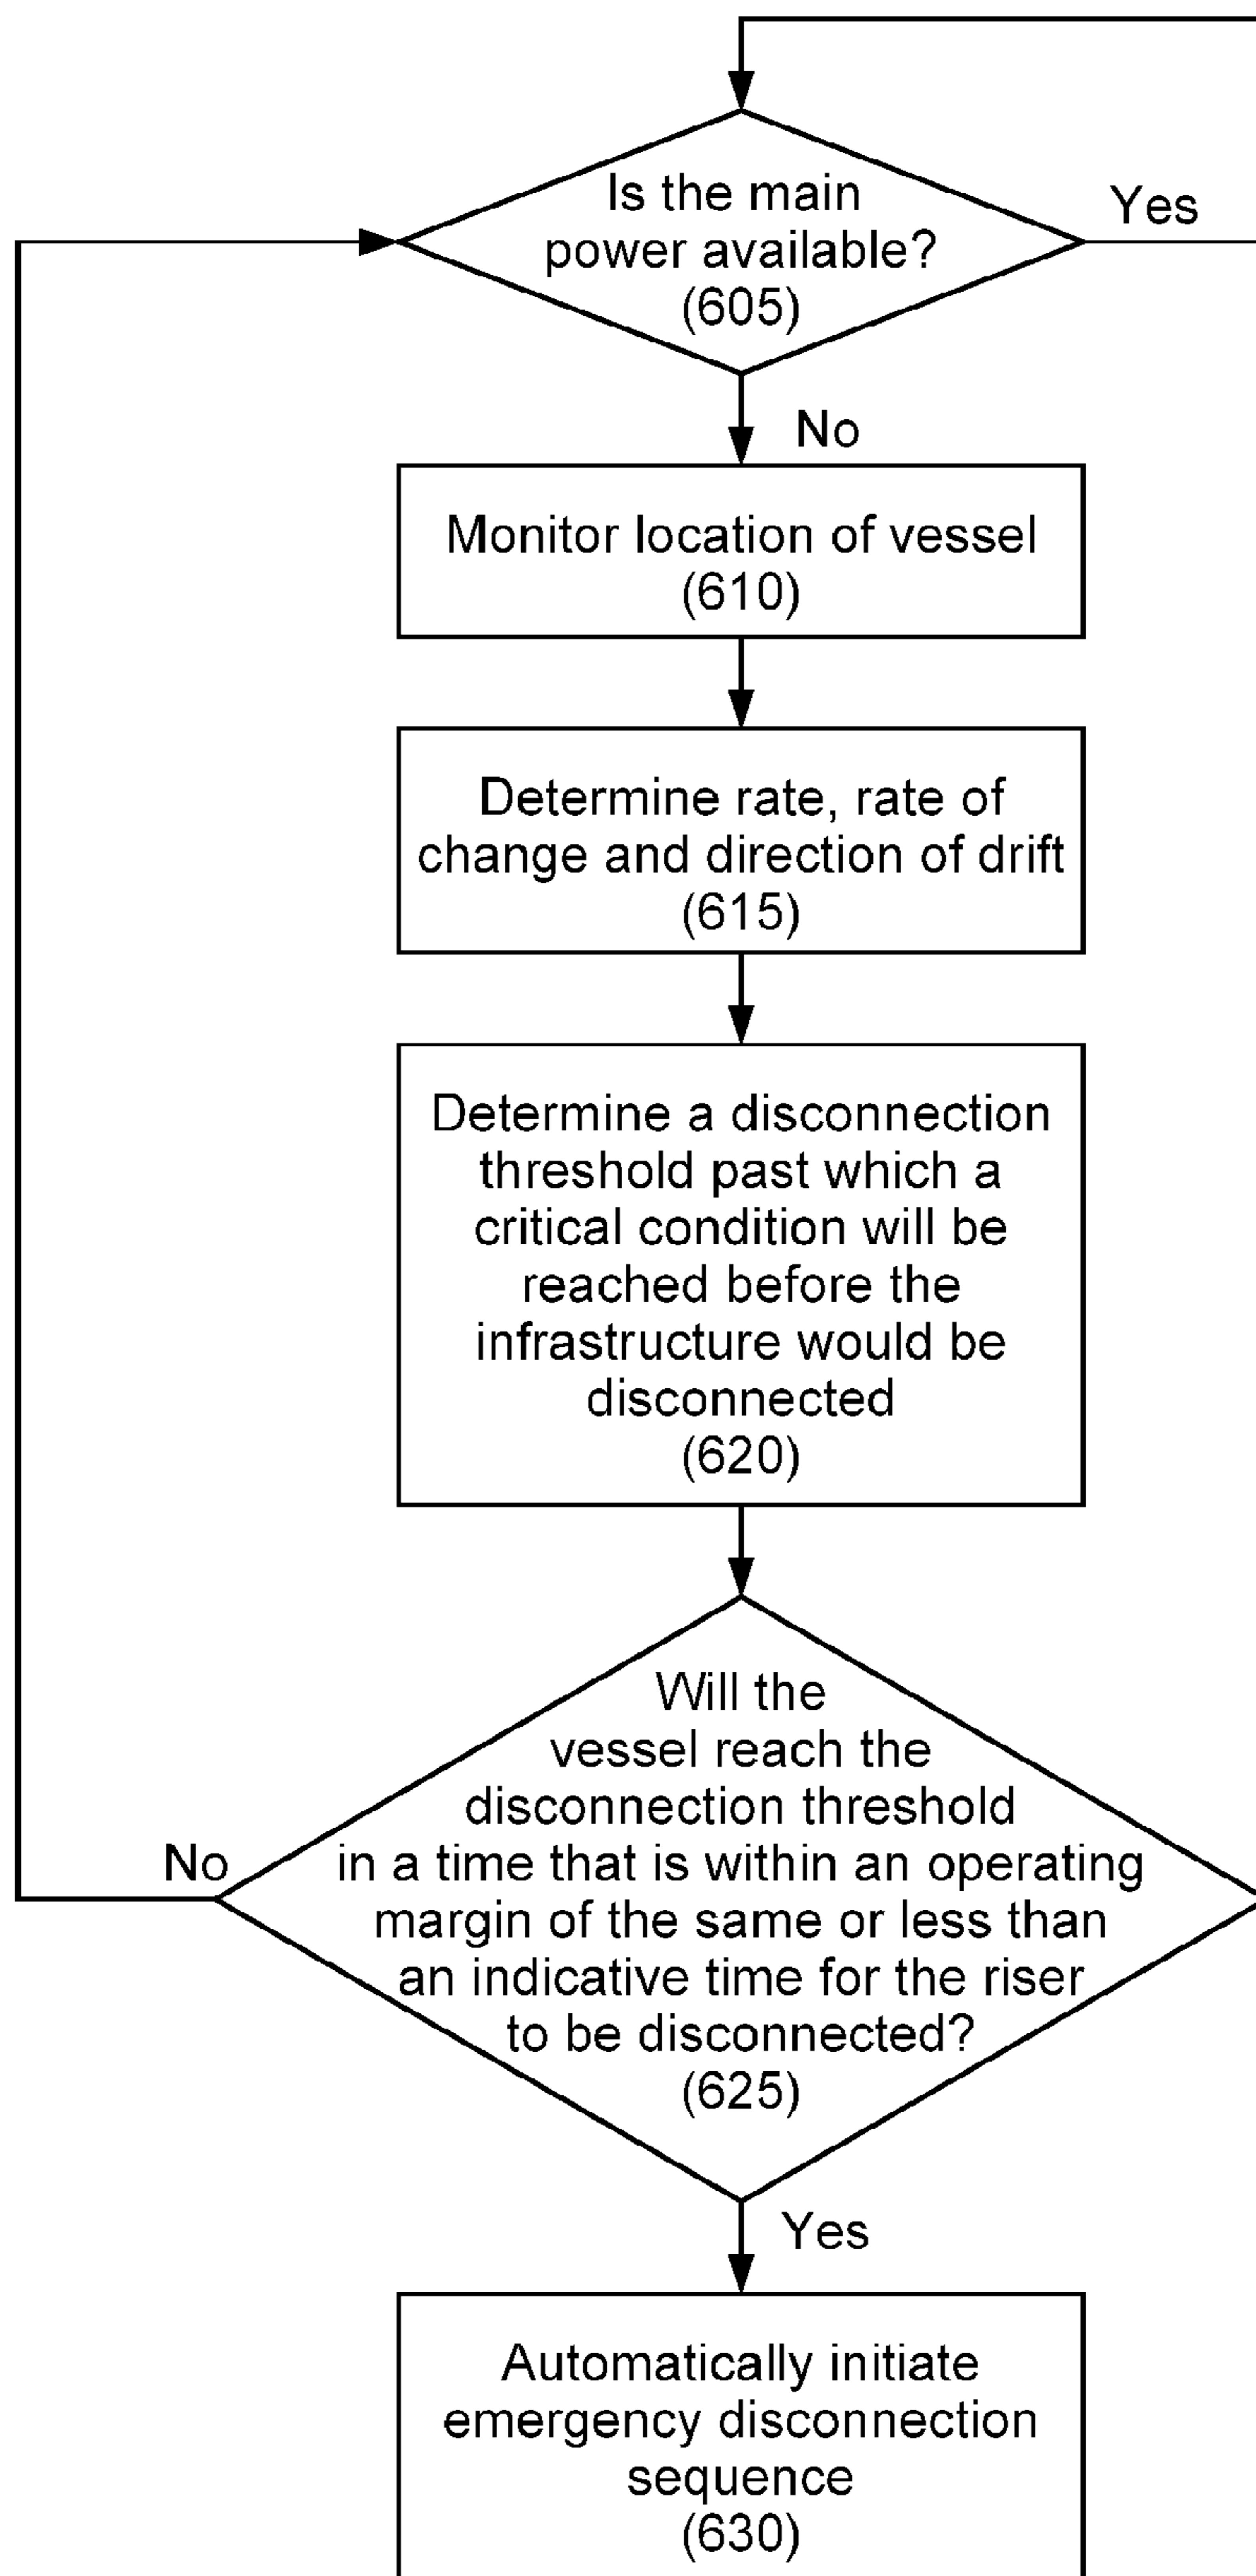 Is the main
power available?
(605)
Yes
No
Monitor location of vessel
(610)
Determine rate, rate of
change and direction of drift
(615)
Determine a disconnection
threshold past which a
critical condition will be
reached before the
infrastructure would be
disconnected
(620)
Will the
vessel reach the
disconnection threshold
in a time that is within an operating
margin of the same or less than
an indicative time for the riser
to be disconnected?
(625)
No
Yes
Automatically initiate
emergency disconnection
sequence
(630)